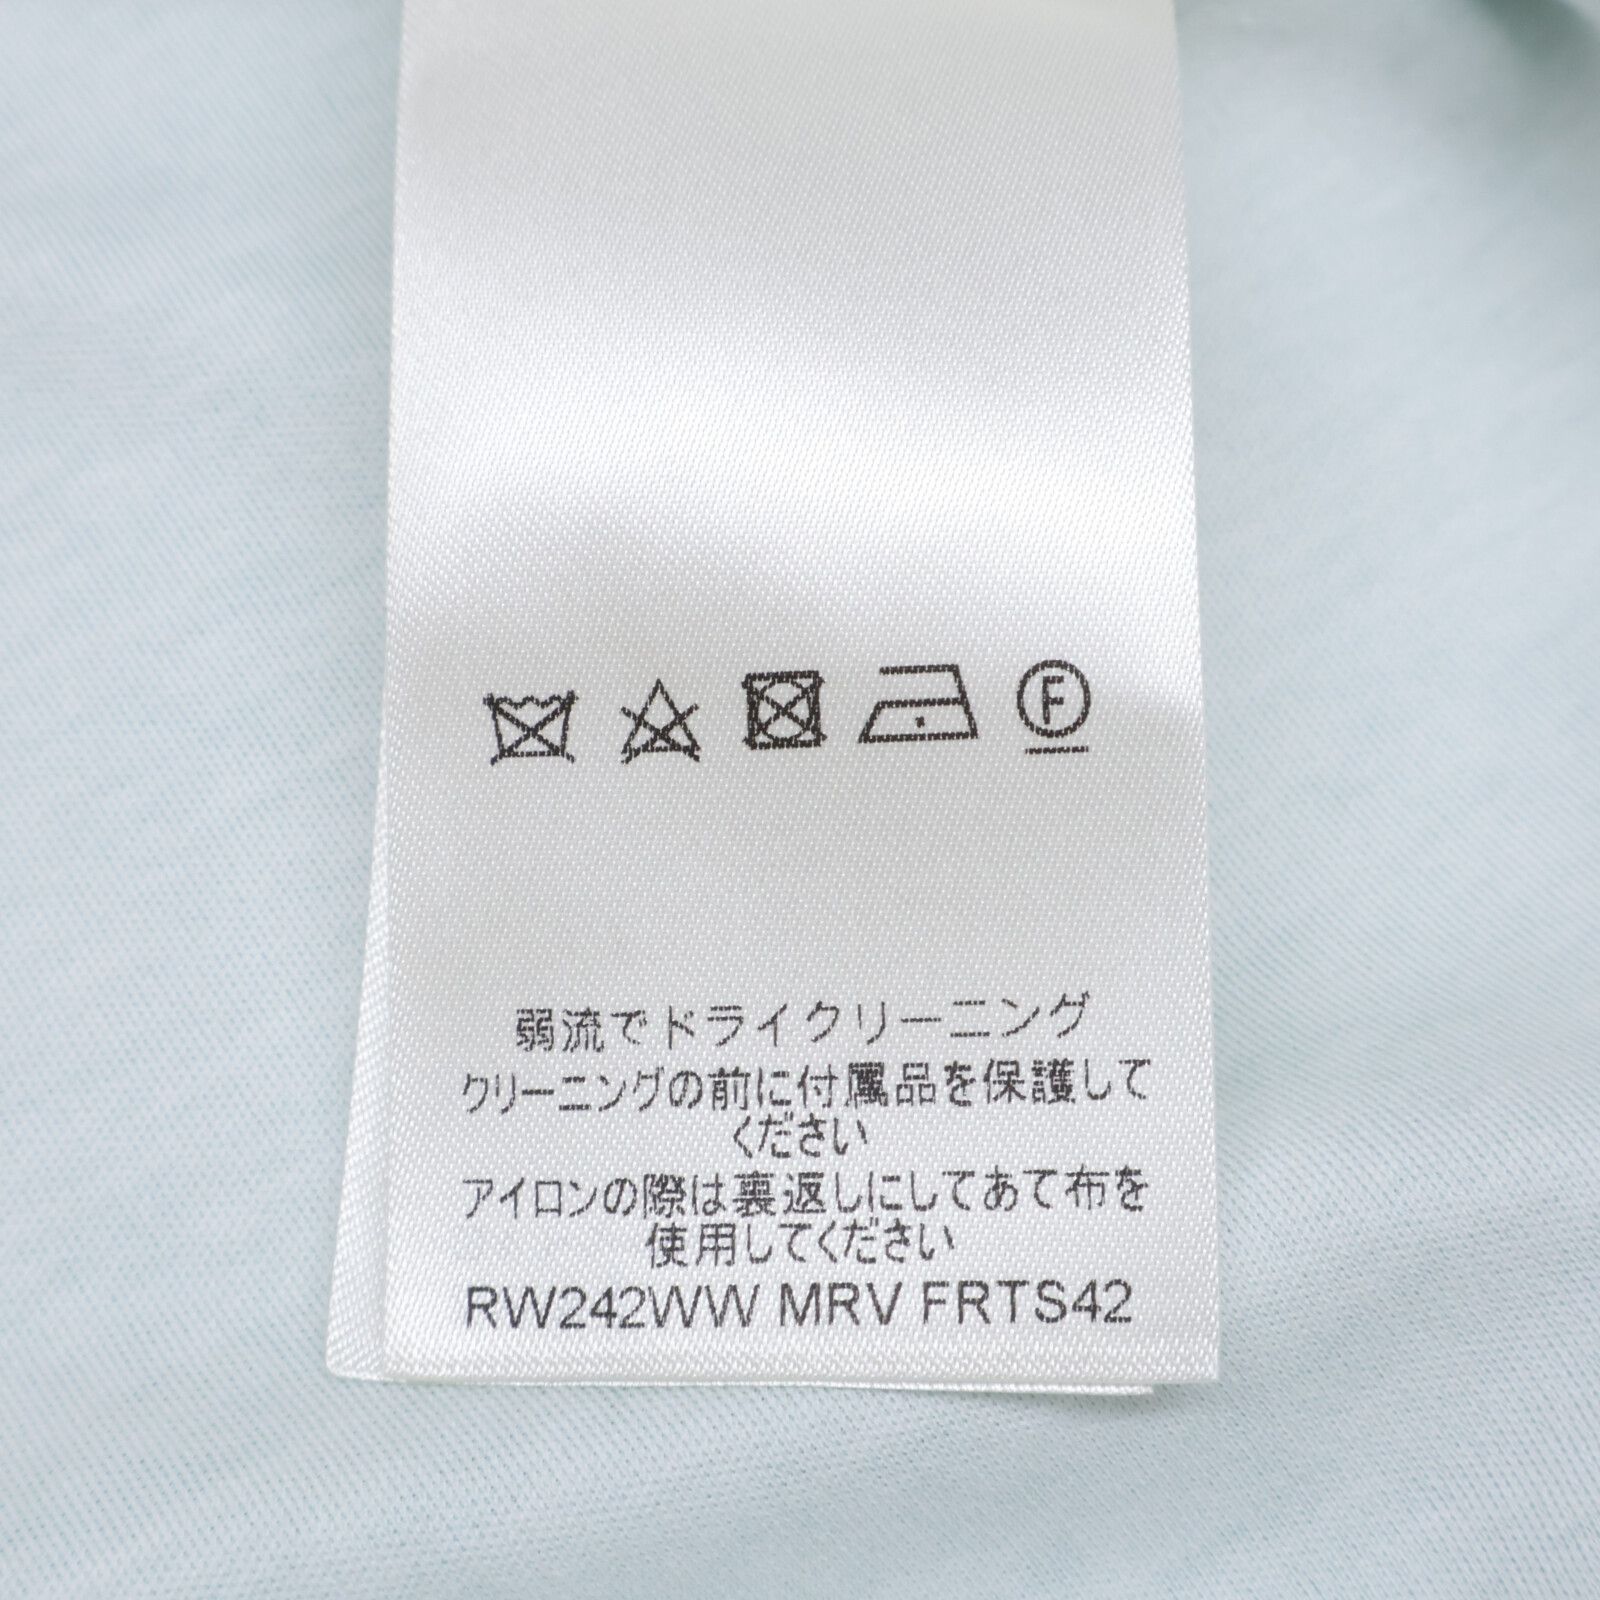 F
弱流でドライクリーニング
クリーニングの前に付属品を保護して
ください
アイロンの際は裏返しにしてあて布を
使用してください
RW242WW MRV FRTS42